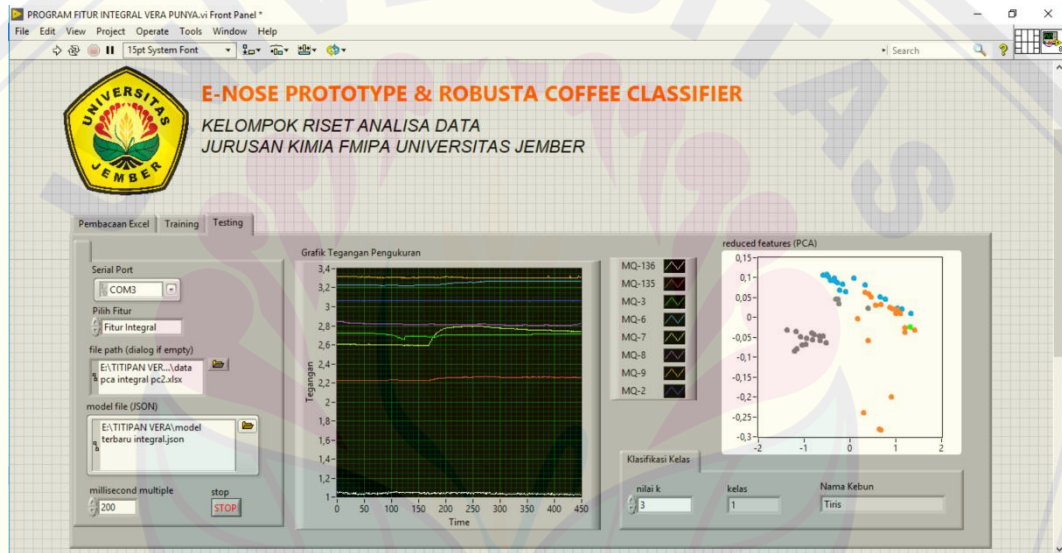 PROGRAM FITUR INTEGRAL VERA PUNYA.vi Front Panel *
File Edit View Project Operate Tools Window Help
15pt System Font
Search
UNIVERSITAS
JEMBER
E-NOSE PROTOTYPE & ROBUSTA COFFEE CLASSIFIER
KELOMPOK RISET ANALISA DATA
JURUSAN KIMIA FMIPA UNIVERSITAS JEMBER
Pembacaan Excel Training Testing
Serial Port
COM3
Pilih Fitur
Fitur Integral
file path (dialog if empty)
E:\TITIPAN VER...\data
pca integral pc2.xlsx
model file (JSON)
E:\TITIPAN VERA\model
terbaru integral.json
millisecond multiple
200
stop
STOP
Grafik Tegangan Pengukuran
Tegangan
3,4
3,2
3
2,8
2,6
2,4
2,2
2
1,8
1,6
1,4
1,2
1
0 50 100 150 200 250 300 350 400 450
Time
MQ-136
MQ-135
MQ-3
MQ-6
MQ-7
MQ-8
MQ-9
MQ-2
reduced features (PCA)
0,15
0,1
0,05
0
-0,05
-0,1
-0,15
-0,2
-0,25
-0,3
-2 -1 0 1 2
Klasifikasi Kelas
nilai k
3
kelas
1
Nama Kebun
Tiris